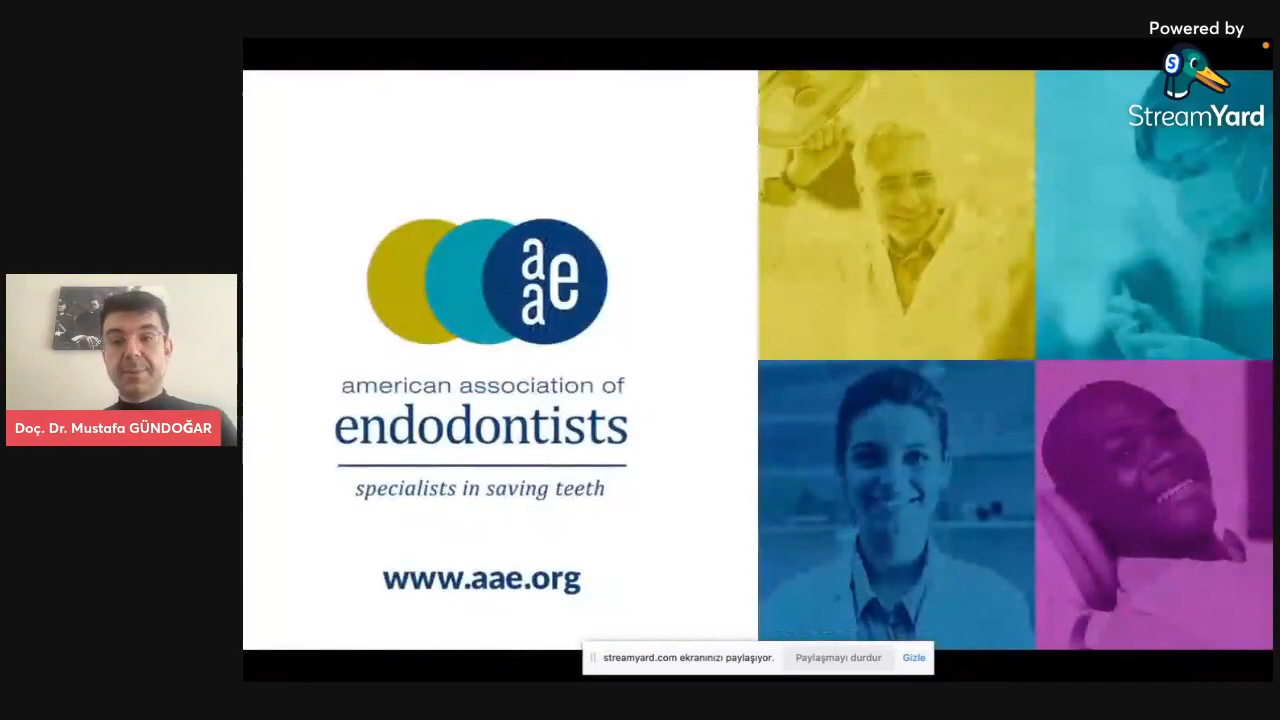 Powered by
S
StreamYard
a
a e
american association of
endodontists
specialists in saving teeth
www.aae.org
Doç. Dr. Mustafa GÜNDOĞAR
streamyard.com ekranınızı paylaşıyor. Paylaşmayı durdur Gizle